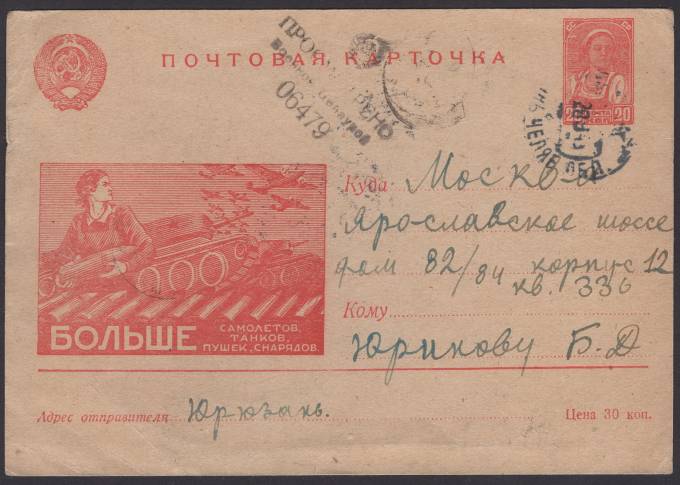 ПОЧТОВАЯ КАРТОЧКА
20
06479
Куда: Москва
Ярославское шоссе
дом 82/84 корпус 12
кв. 336
Кому
Юрикову Б. Д
БОЛЬШЕ
САМОЛЕТОВ,
ТАНКОВ,
ПУШЕК, СНАРЯДОВ.
Адрес отправителя Юрюзань.
Цена 30 коп.